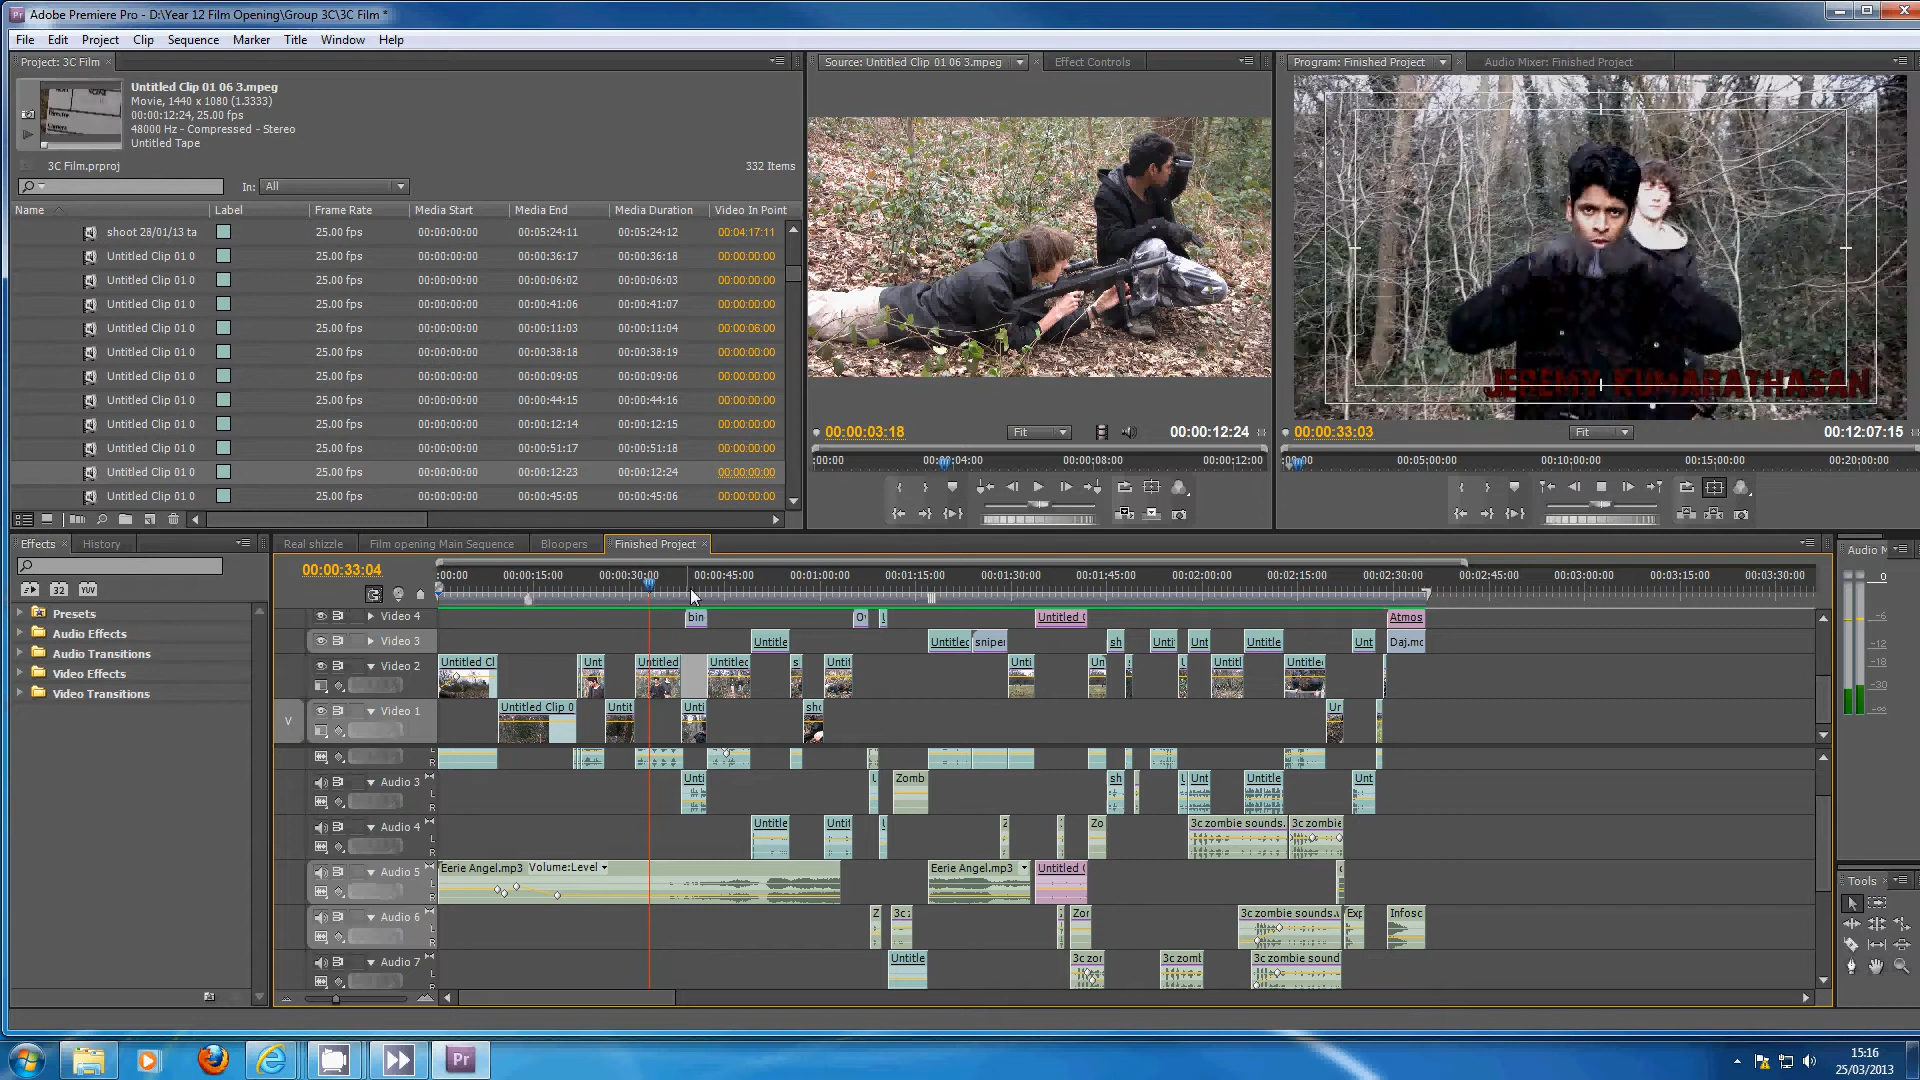 Adobe Premiere Pro - D:\Year 12 Film Opening\Group 3C\3C Film *
File Edit Project Clip Sequence Marker Title Window Help
Project: 3C Film
Untitled Clip 01 06 3.mpeg
Movie, 1440 x 1080 (1.3333)
00:00:12:24, 25.00 fps
48000 Hz - Compressed - Stereo
Untitled Tape
3C Film.prproj
332 Items
In: All
Name Label Frame Rate Media Start Media End Media Duration Video In Point
shoot 28/01/13 ta 25.00 fps 00:00:00:00 05:24:11 00:05:24:12 00:04:17:11
Untitled Clip 01 0 25.00 fps 00:00:00:00 00:00:36:17 00:00:36:18 00:00:00:00
Untitled Clip 01 0 25.00 fps 00:00:00:00 00:00:06:02 00:00:06:03 00:00:00:00
Untitled Clip 01 0 25.00 fps 00:00:00:00 00:00:41:06 00:00:41:07 00:00:00:00
Untitled Clip 01 0 25.00 fps 00:00:00:00 00:00:11:03 00:00:11:04 00:00:06:00
Untitled Clip 01 0 25.00 fps 00:00:00:00 00:00:38:18 00:00:38:19 00:00:00:00
Untitled Clip 01 0 25.00 fps 00:00:00:00 00:00:09:05 00:00:09:06 00:00:00:00
Untitled Clip 01 0 25.00 fps 00:00:00:00 00:00:44:15 00:00:44:16 00:00:00:00
Untitled Clip 01 0 25.00 fps 00:00:00:00 00:00:12:14 00:00:12:15 00:00:00:00
Untitled Clip 01 0 25.00 fps 00:00:00:00 00:00:51:17 00:00:51:18 00:00:00:00
Untitled Clip 01 0 25.00 fps 00:00:00:00 00:00:12:23 00:00:12:24 00:00:00:00
Untitled Clip 01 0 25.00 fps 00:00:00:00 00:00:45:05 00:00:45:06 00:00:00:00
Source: Untitled Clip 01 06 3.mpeg Effect Controls
00:00:03:18 Fit 00:00:12:24
:00:00 00:00:04:00 00:00:08:00 00:00:12:00
Program: Finished Project Audio Mixer: Finished Project
JEREMY KUMARATHASAN
00:00:33:03 Fit 00:12:07:15
00:05:00:00 00:10:00:00 00:15:00:00 00:20:00:00
Effects History
32 YUV
Presets
Audio Effects
Audio Transitions
Video Effects
Video Transitions
Real shizzle Film opening Main Sequence Bloopers Finished Project
00:00:33:04
:00:00 00:00:15:00 00:00:30:00 00:00:45:00 00:01:00:00 00:01:15:00 00:01:30:00 00:01:45:00 00:02:00:00 00:02:15:00 00:02:30:00 00:02:45:00 00:03:00:00 00:03:15:00 00:03:30:00
Video 4 bin Untitled C Atmos
Video 3 Untitle Untitlec sniper sh Unti Unt Untitle Unt Daj.mc
Video 2 Untitled Cl Unt Untitled Untitlec s Untit Unti Un Untitl Untitle
V Video 1 Untitled Clip 0 Untit Unti sho Ur
L
R
Audio 3 Unti Zomb sh Unt Untitle Unt
L
R
Audio 4 Untitle Untit Zo 3c zombie sounds. 3c zombie
L
R
Audio 5 Eerie Angel.mp3 Volume:Level Eerie Angel.mp3 Untitled C
L
R
Audio 6 Z 3c z Zor 3c zombie sounds.v Exp Infosc
L
R
Audio 7 Untitle 3c zor 3c zomb 3c zombie sound
L
R
Audio M
0
-6
-12
-18
-30
-∞
Tools
Pr
15:16
25/03/2013